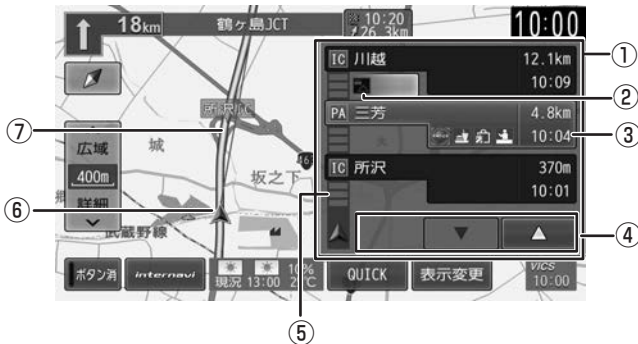 18km 鶴ヶ島JCT 10:20 10:00
26.3km
① IC 川越 12.1km
10:09
②
PA 三芳 4.8km
③ 10:04
⑦ 所沢IC
広域 城
400m 坂之下
IC 所沢 370m
詳細 10:01
⑥ 武蔵野線
④
ボタン消 internavi 現況 13:00 10% QUICK 表示変更 VICS
10:00
⑤